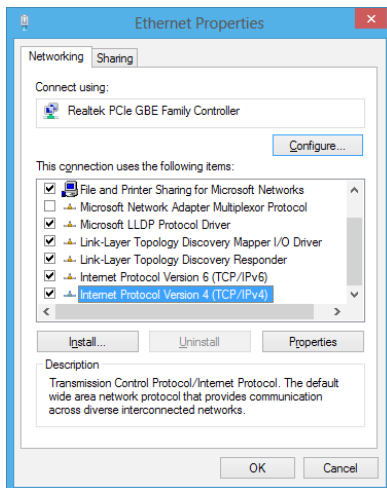 Ethernet Properties
Networking
Sharing
Connect using:
Realtek PCIe GBE Family Controller
Configure...
This connection uses the following items:
File and Printer Sharing for Microsoft Networks
Microsoft Network Adapter Multiplexor Protocol
Microsoft LLDP Protocol Driver
Link-Layer Topology Discovery Mapper I/O Driver
Link-Layer Topology Discovery Responder
Internet Protocol Version 6 (TCP/IPv6)
Internet Protocol Version 4 (TCP/IPv4)
Install...
Uninstall
Properties
Description
Transmission Control Protocol/Internet Protocol. The default
wide area network protocol that provides communication
across diverse interconnected networks.
OK
Cancel